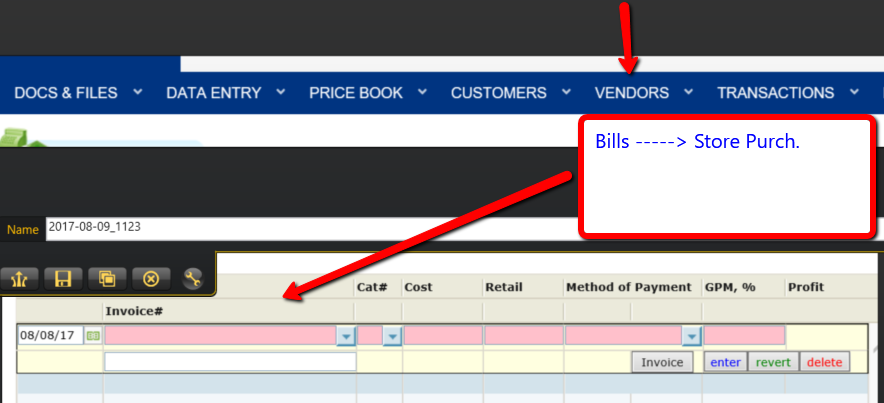 DOCS & FILES DATA ENTRY PRICE BOOK CUSTOMERS VENDORS TRANSACTIONS
Bills -----> Store Purch.
Name 2017-08-09_1123
Cat# Cost Retail Method of Payment GPM, % Profit
Invoice#
08/08/17
Invoice enter revert delete